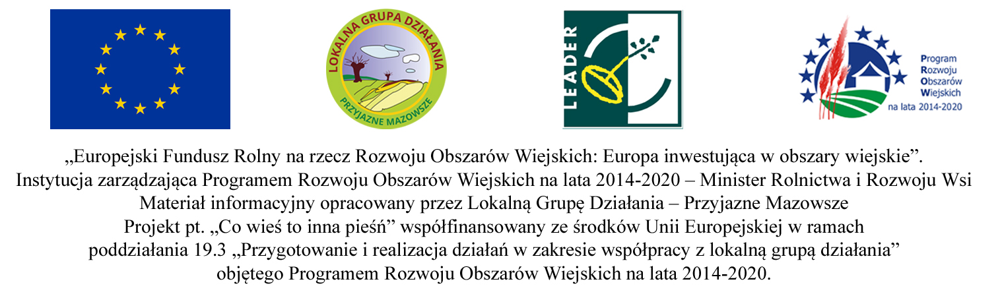 LOKALNA GRUPA DZIAŁANIA
PRZYJAZNE MAZOWSZE
LEADER
Program
Rozwoju
Obszarów
Wiejskich
na lata 2014-2020
„Europejski Fundusz Rolny na rzecz Rozwoju Obszarów Wiejskich: Europa inwestująca w obszary wiejskie”.
Instytucja zarządzająca Programem Rozwoju Obszarów Wiejskich na lata 2014-2020 – Minister Rolnictwa i Rozwoju Wsi
Materiał informacyjny opracowany przez Lokalną Grupę Działania – Przyjazne Mazowsze
Projekt pt. „Co wieś to inna pieśń” współfinansowany ze środków Unii Europejskiej w ramach
poddziałania 19.3 „Przygotowanie i realizacja działań w zakresie współpracy z lokalną grupą działania”
objętego Programem Rozwoju Obszarów Wiejskich na lata 2014-2020.